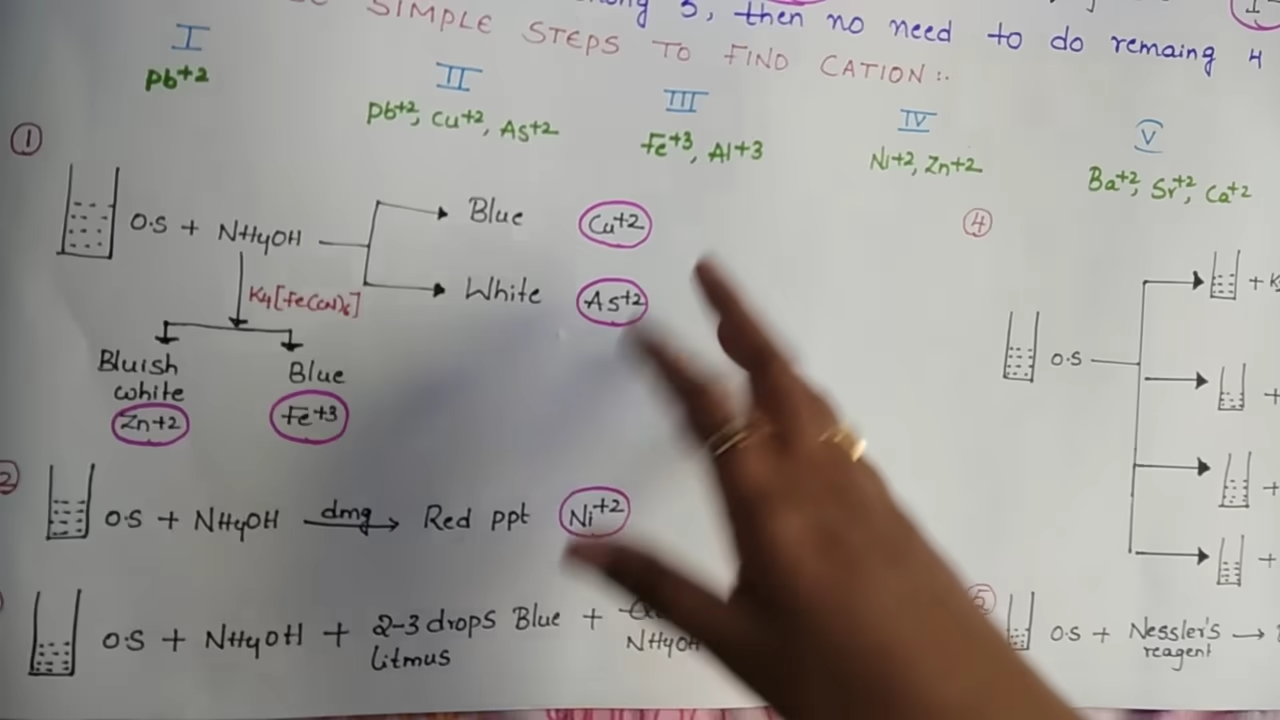 5, then no need to do remaing 4
SIMPLE STEPS TO FIND CATION:-
I
Pb+2
II
Pb+2, Cu+2, As+2
III
Fe+3, Al+3
IV
Ni+2, Zn+2
V
Ba+2, Sr+2, Ca+2
1
O.S + NH4OH
Blue Cu+2
White As+2
K4[Fe(CN)6]
Bluish white Zn+2
Blue Fe+3
2
O.S + NH4OH dmg Red ppt Ni+2
O.S + NH4OH + 2-3 drops Blue litmus + NH4OH
4
O.S
+
+
+
+
5
O.S + Nessler's reagent